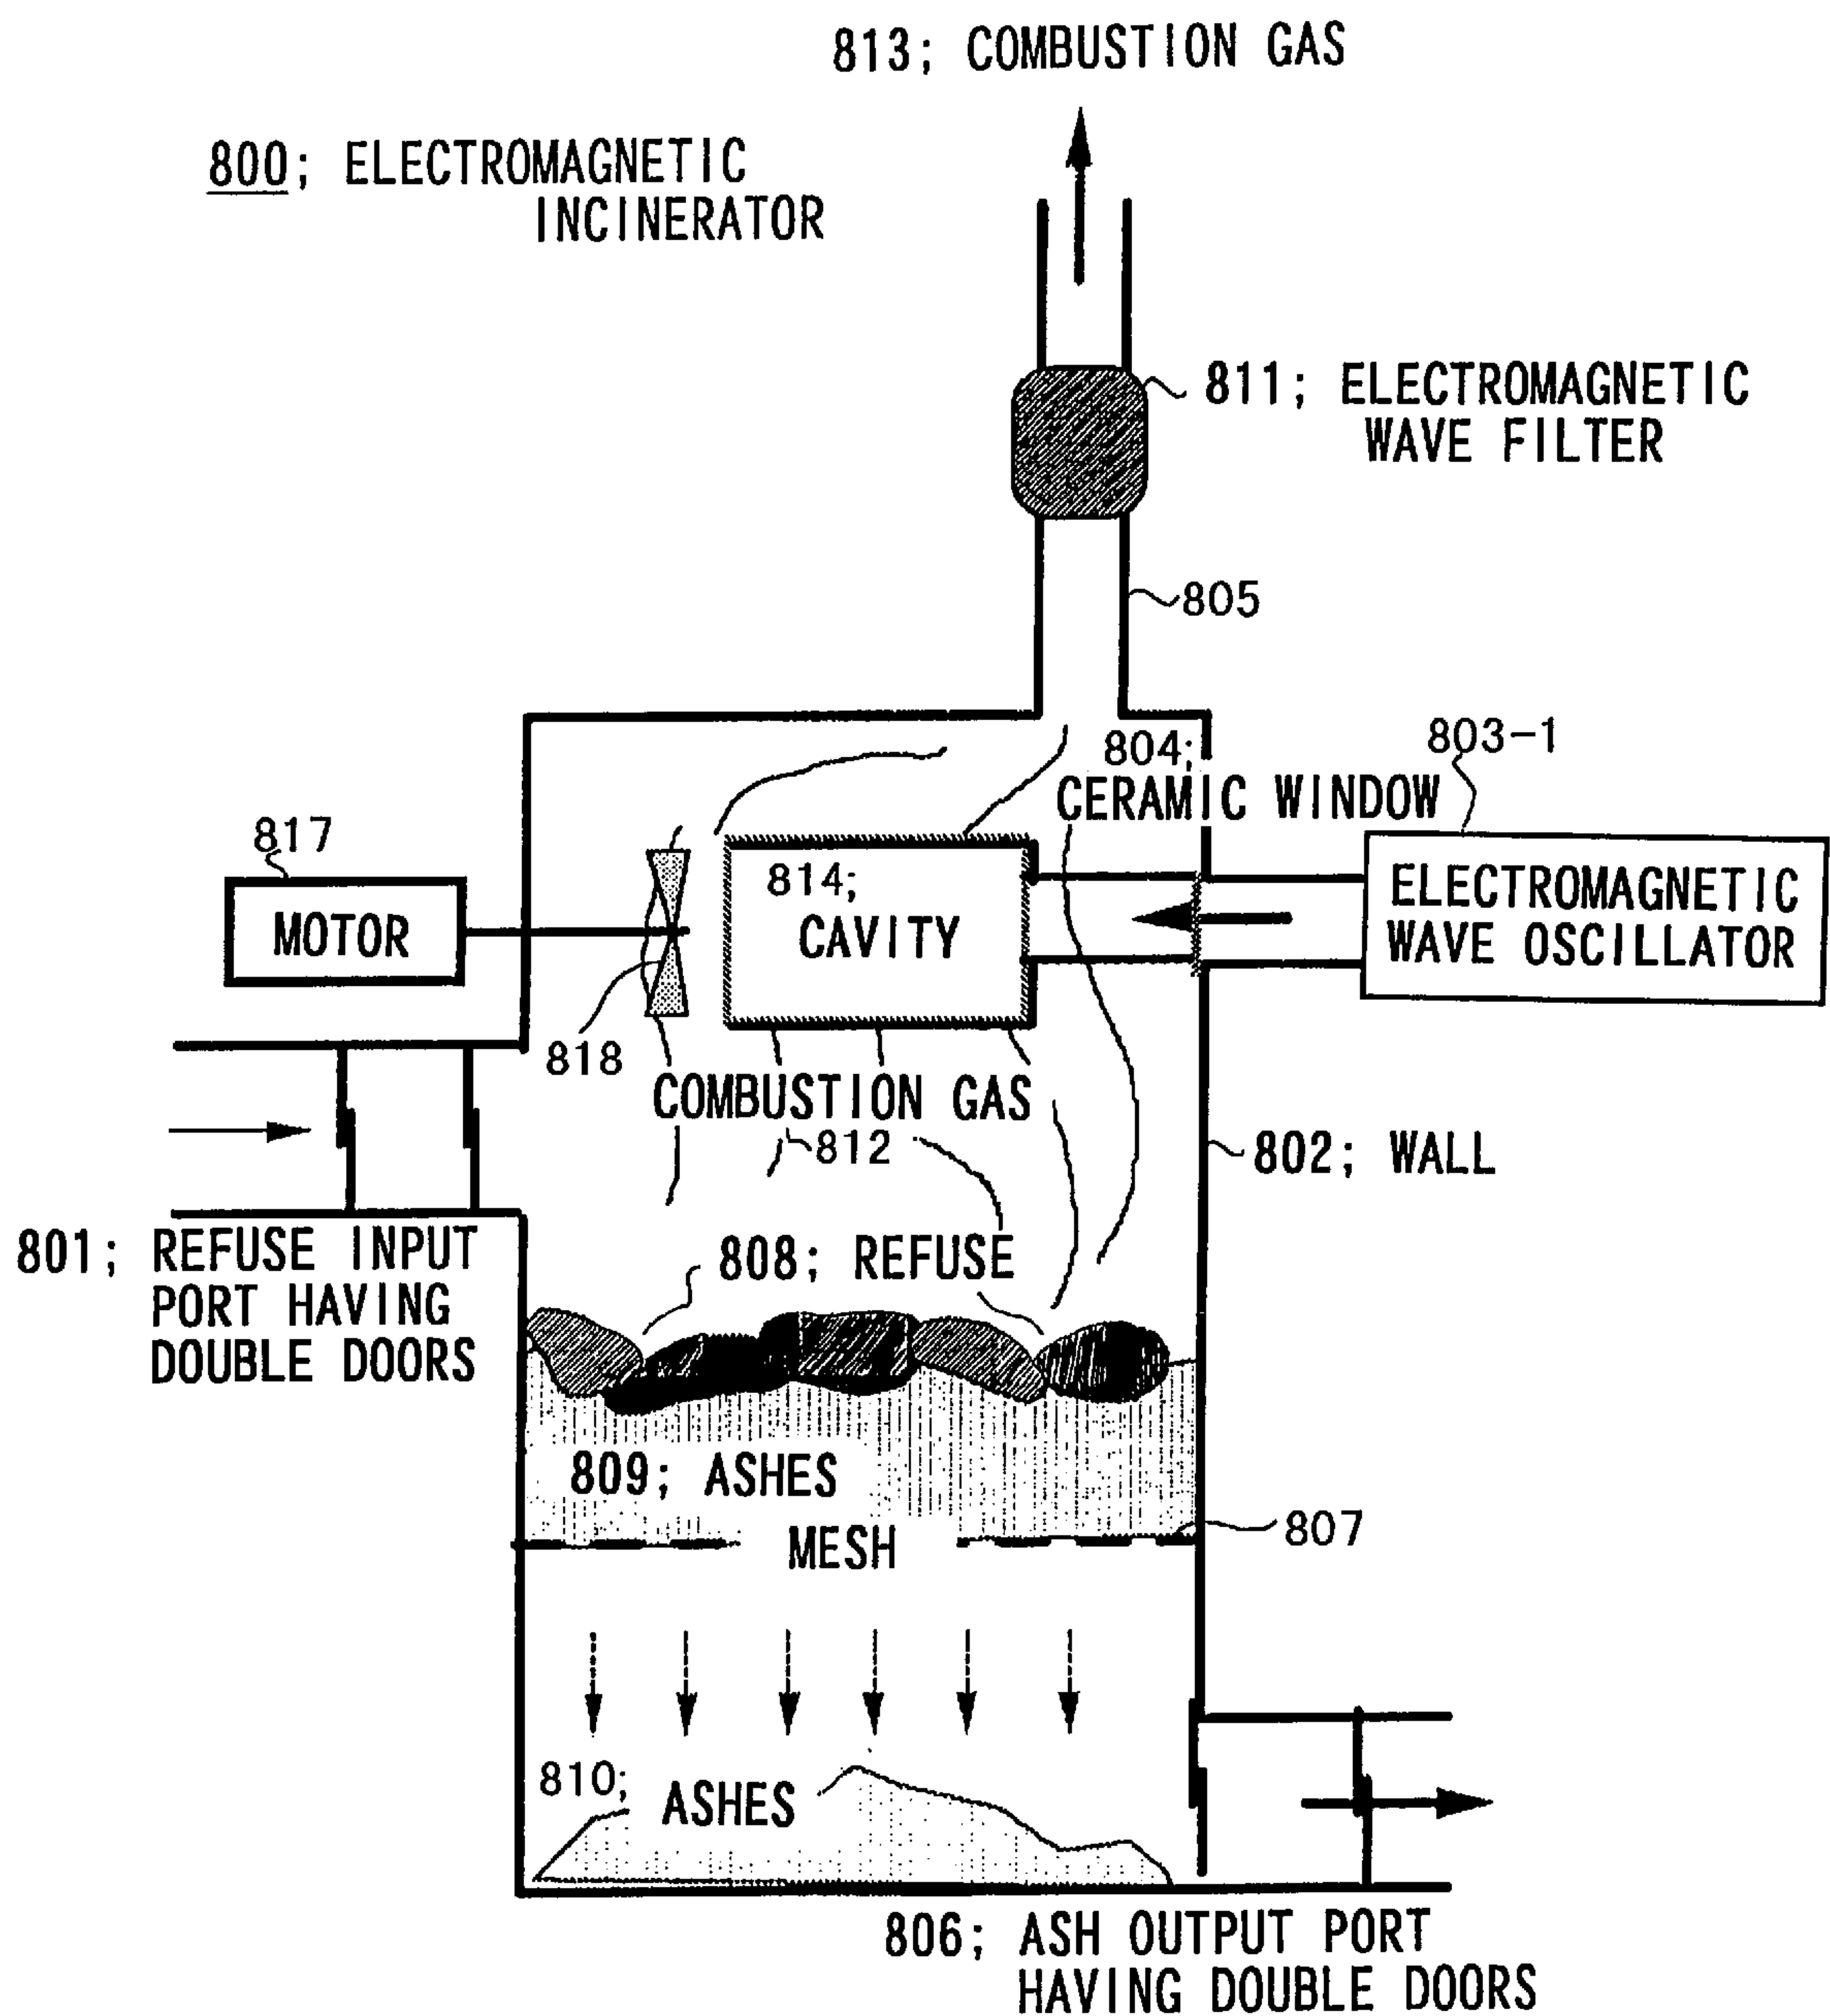 813; COMBUSTION GAS
800; ELECTROMAGNETIC
INCINERATOR
811; ELECTROMAGNETIC
WAVE FILTER
805
804;
CERAMIC WINDOW
803-1
ELECTROMAGNETIC
WAVE OSCILLATOR
817
MOTOR
814;
CAVITY
818
COMBUSTION GAS
812
802; WALL
801; REFUSE INPUT
PORT HAVING
DOUBLE DOORS
808; REFUSE
809; ASHES
MESH
807
810;
ASHES
806; ASH OUTPUT PORT
HAVING DOUBLE DOORS